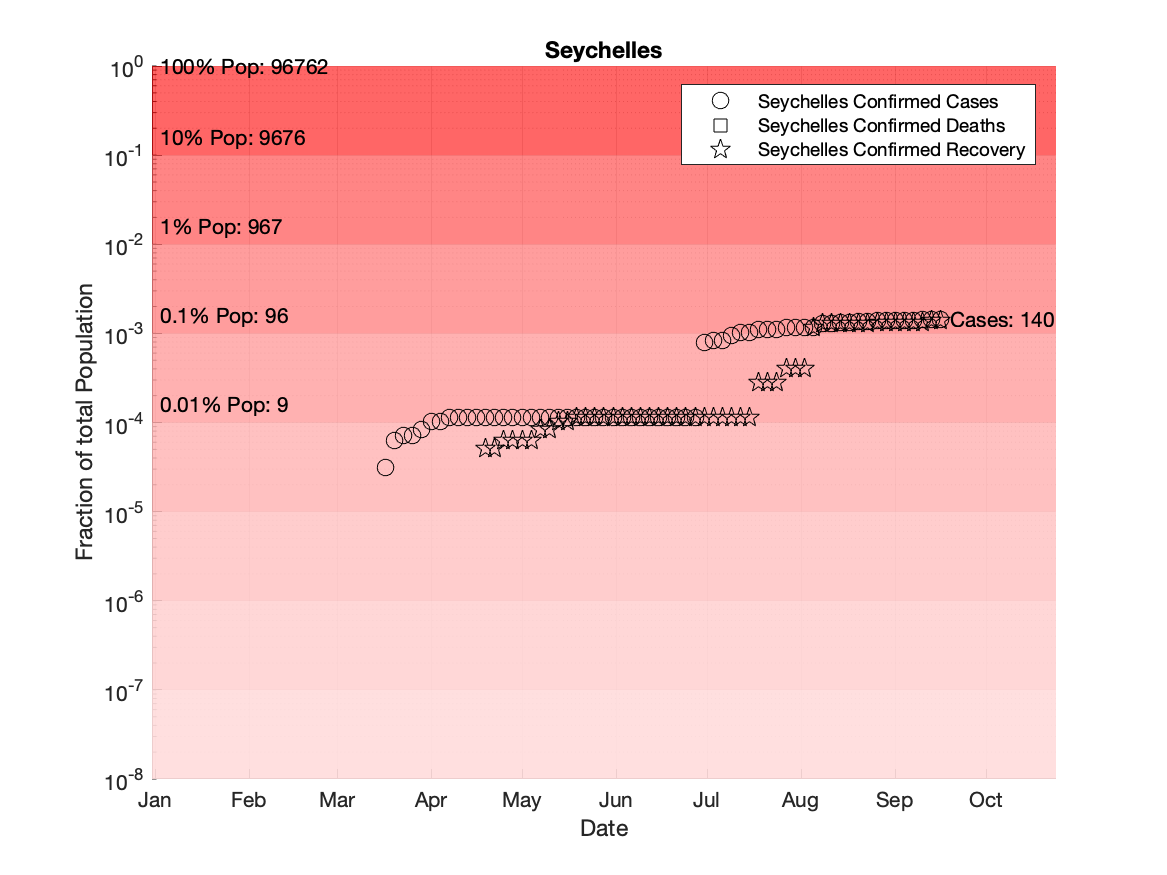 Seychelles
10^0
10^-1
10^-2
10^-3
10^-4
10^-5
10^-6
10^-7
10^-8
100% Pop: 96762
10% Pop: 9676
1% Pop: 967
0.1% Pop: 96
0.01% Pop: 9
Seychelles Confirmed Cases
Seychelles Confirmed Deaths
Seychelles Confirmed Recovery
Cases: 140
Fraction of total Population
Jan Feb Mar Apr May Jun Jul Aug Sep Oct
Date